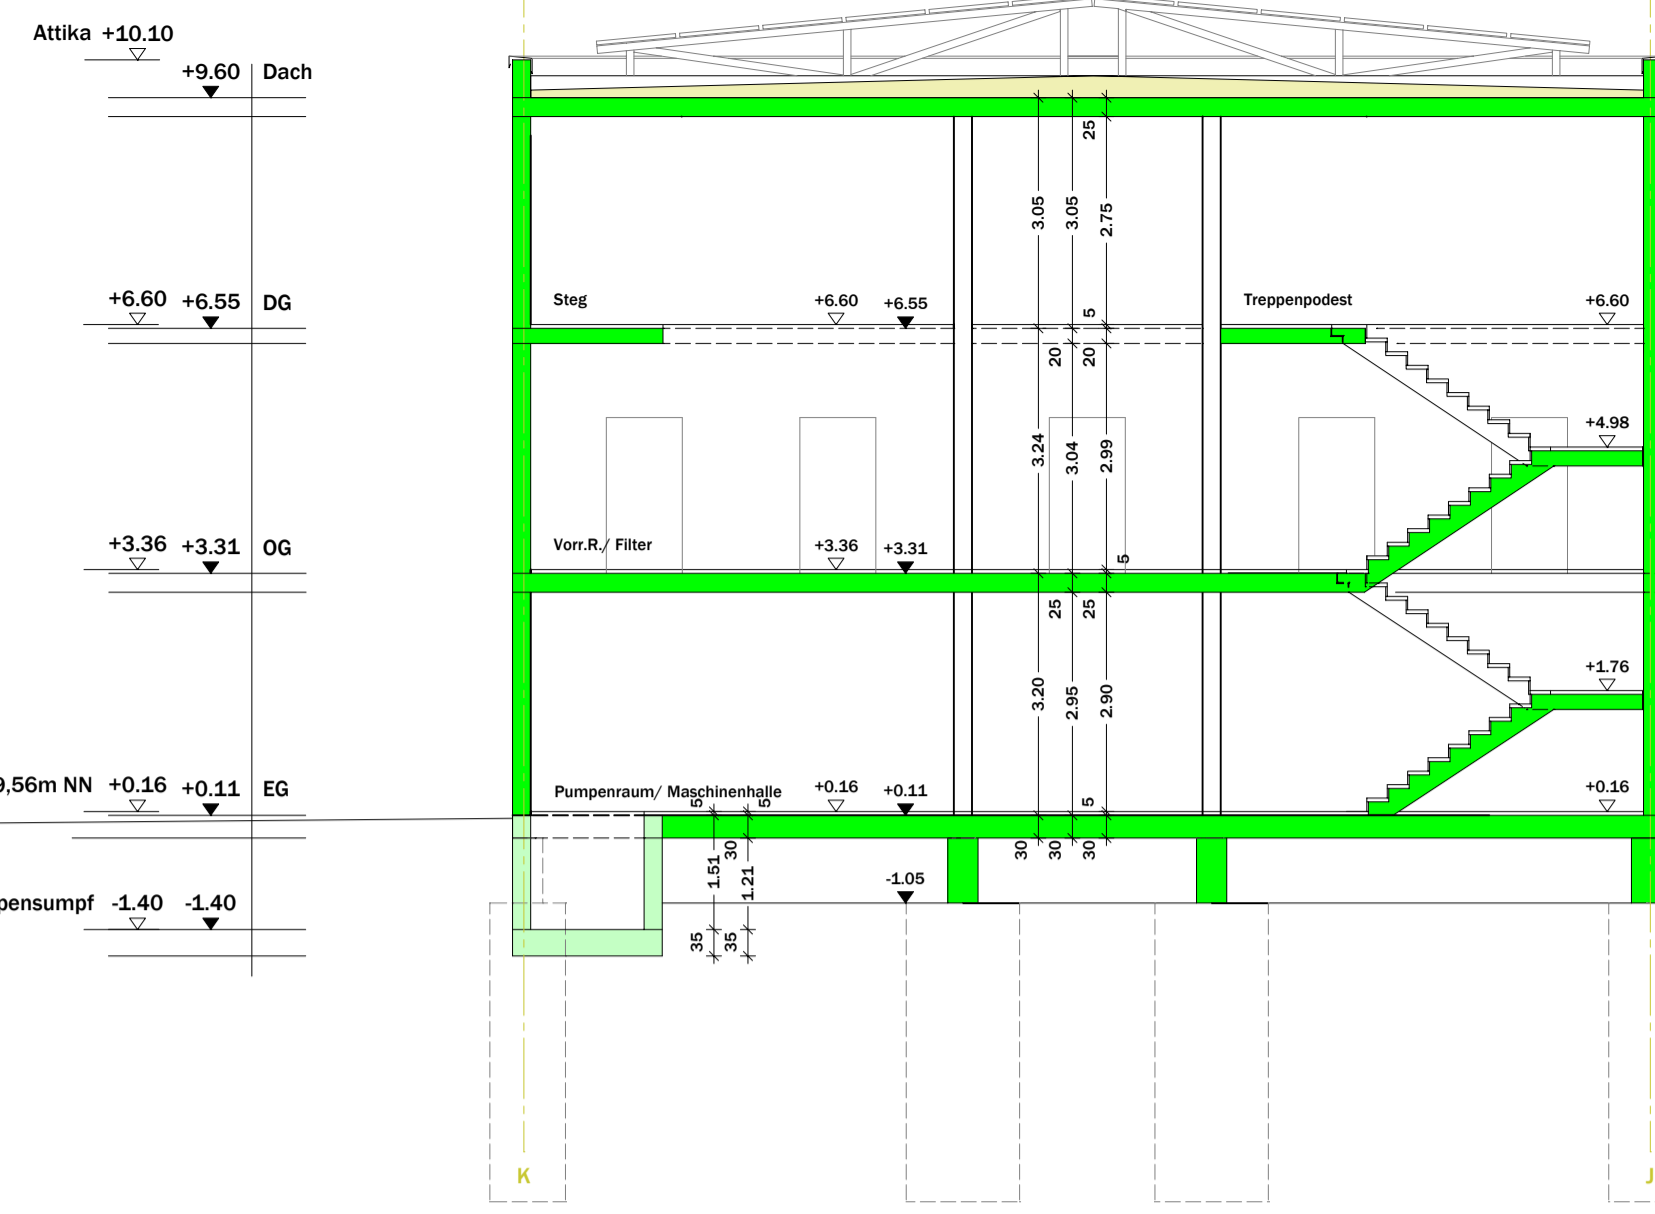 Attika +10.10
+9.60 Dach
25
3.05 3.05 2.75
+6.60 +6.55 DG
Steg +6.60 +6.55 5 Treppenpodest +6.60
20 20
+4.98
3.24 3.04 2.99
+3.36 +3.31 OG
Vorr.R./ Filter +3.36 +3.31 5
25 25
+1.76
3.20 2.95 2.90
9,56m NN +0.16 +0.11 EG
Pumpenraum/ Maschinenhalle +0.16 +0.11 +0.16
5 5 5
30 30 30 30
1.51 1.21
-1.05
pensumpf -1.40 -1.40
35 35
K J